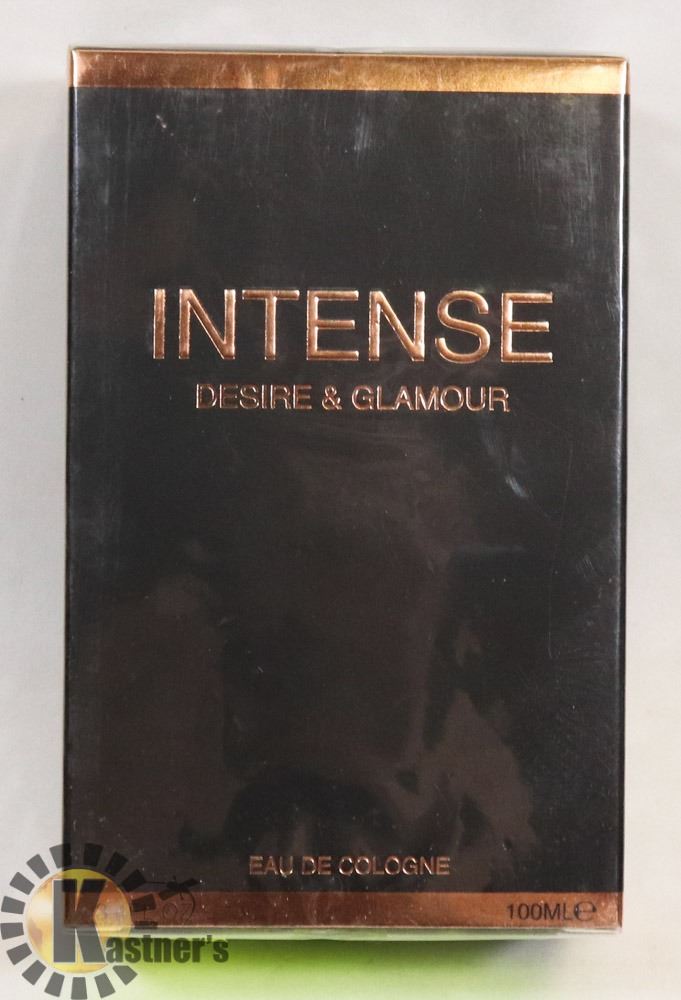 INTENSE
DESIRE & GLAMOUR
EAU DE COLOGNE
100ML℮
Kastner's